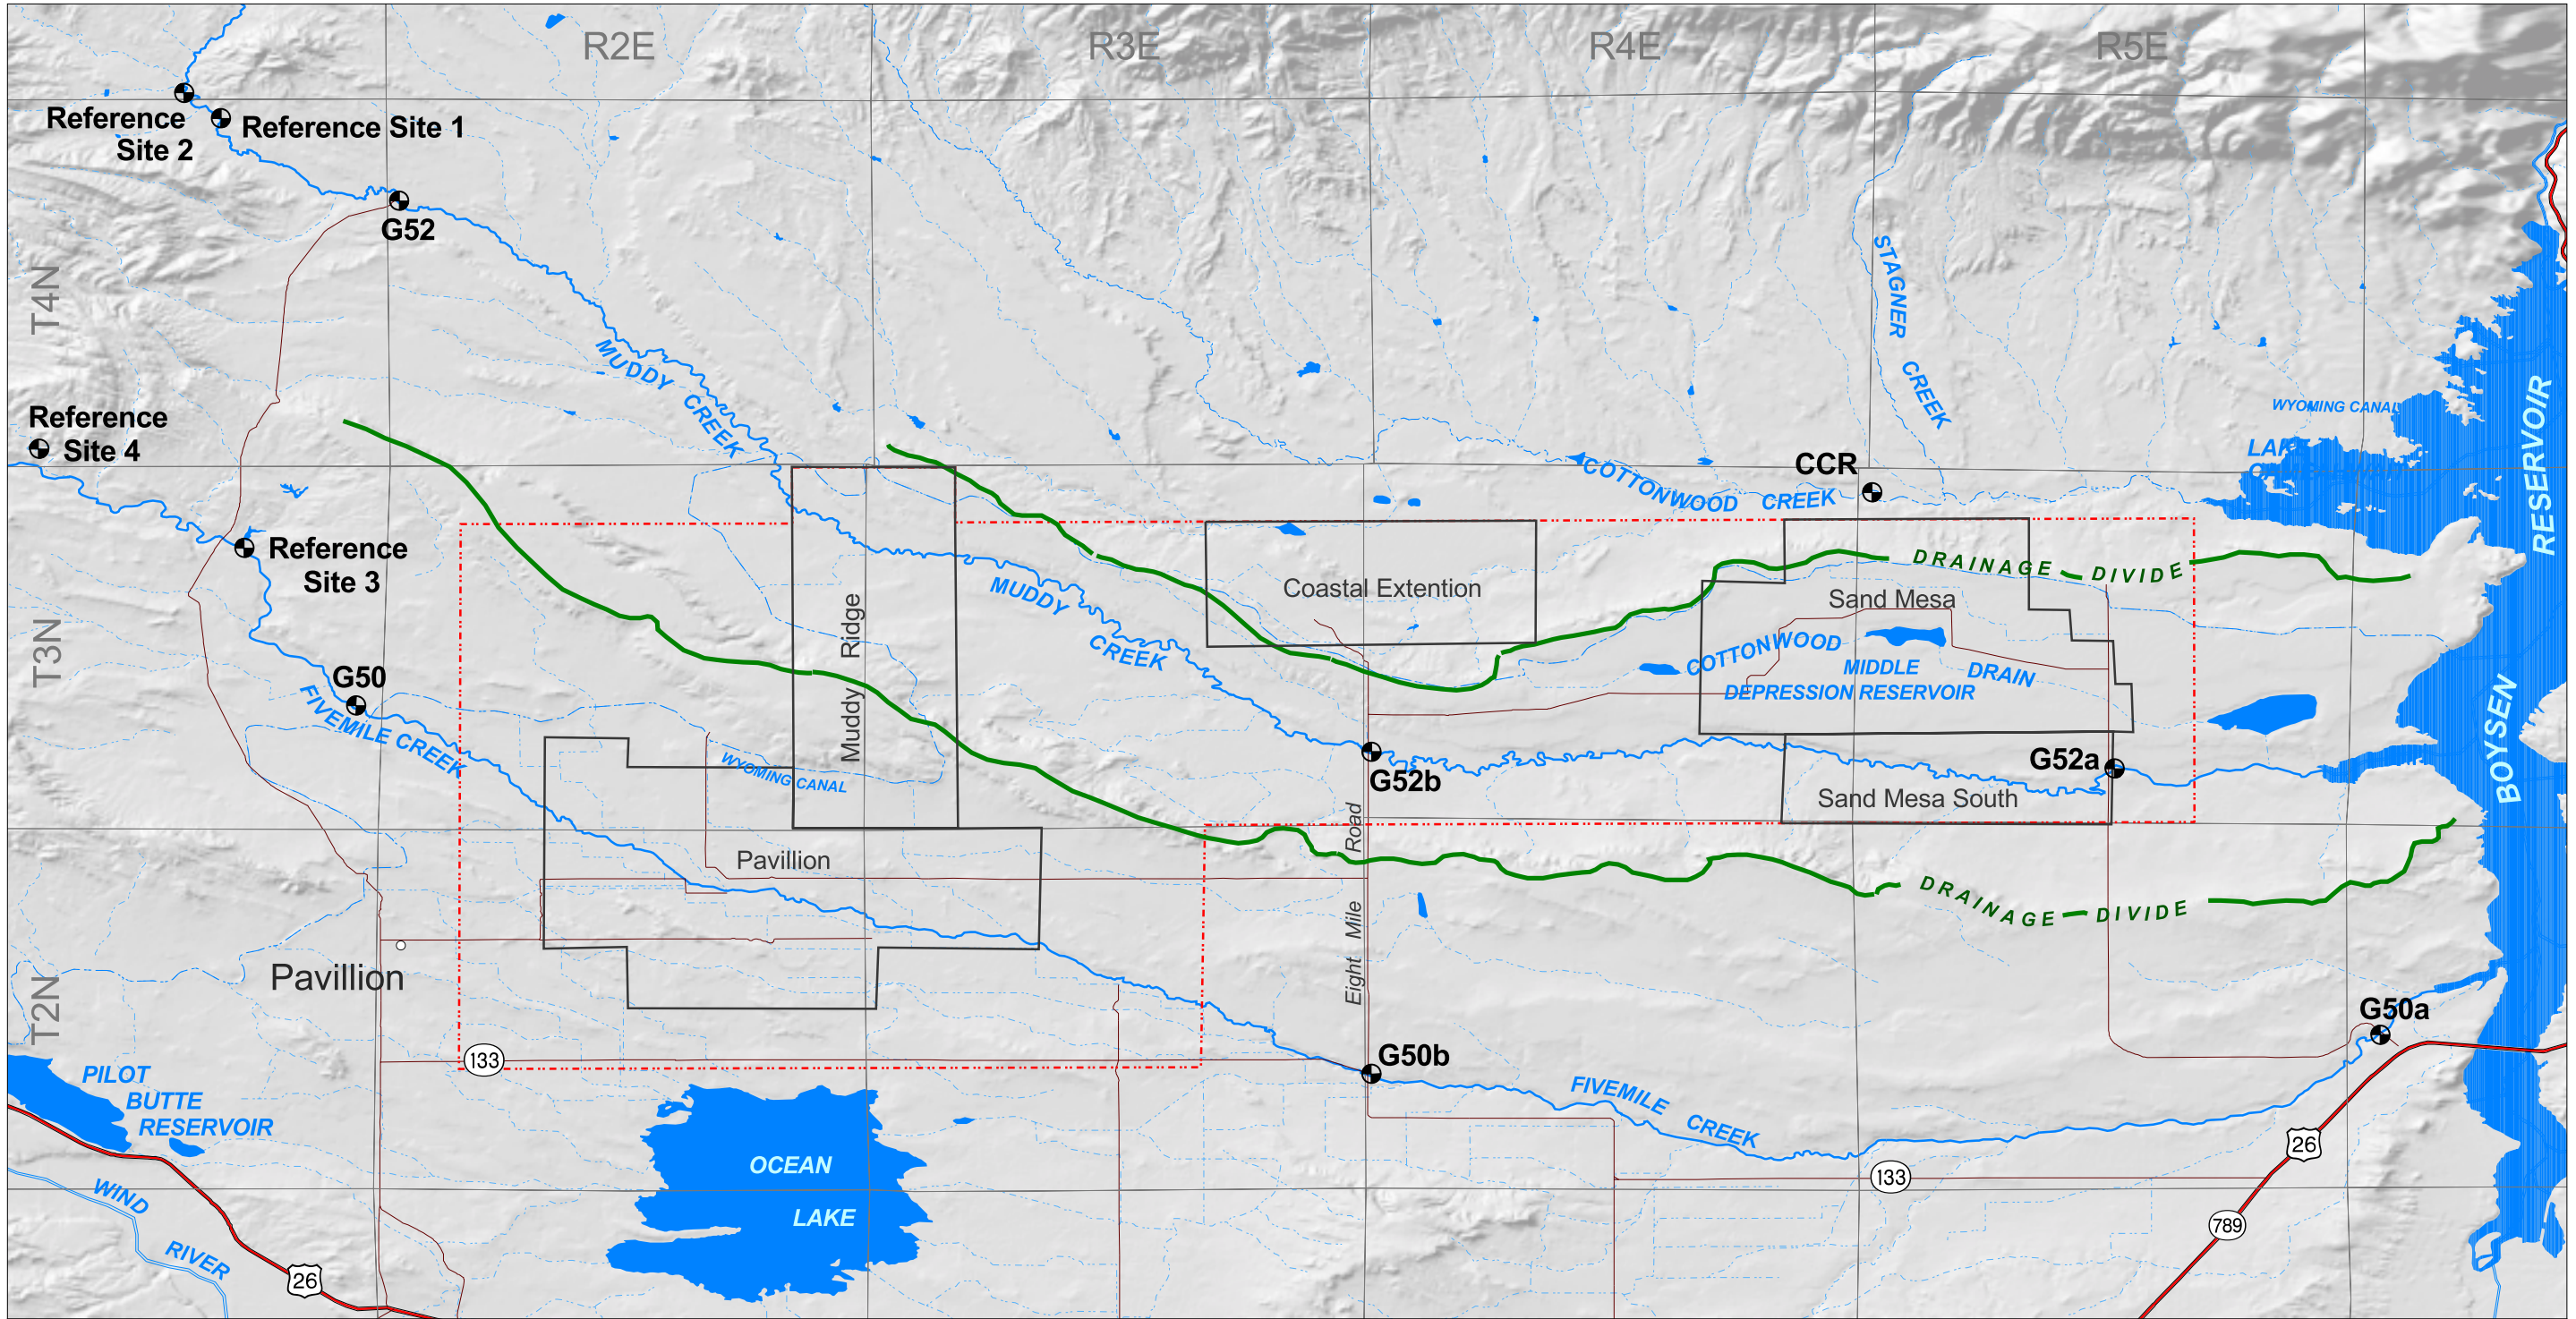 R2E
R3E
R4E
R5E
Reference
Site 2
Reference Site 1
G52
T4N
STAGNER
CREEK
MUDDY
CREEK
WYOMING CANAL
RESERVOIR
Reference
Site 4
LAKE
CCR
COTTONWOOD CREEK
Reference
Site 3
DRAINAGE DIVIDE
Coastal Extention
Sand Mesa
MUDDY
CREEK
Muddy Ridge
T3N
COTTONWOOD
MIDDLE
DRAIN
DEPRESSION RESERVOIR
G50
FIVEMILE CREEK
BOYSEN
WYOMING CANAL
G52b
G52a
Sand Mesa South
Pavillion
Eight Mile Road
DRAINAGE DIVIDE
Pavillion
T2N
G50a
133
G50b
PILOT
BUTTE
RESERVOIR
FIVEMILE
CREEK
26
OCEAN
LAKE
133
WIND
RIVER
789
26